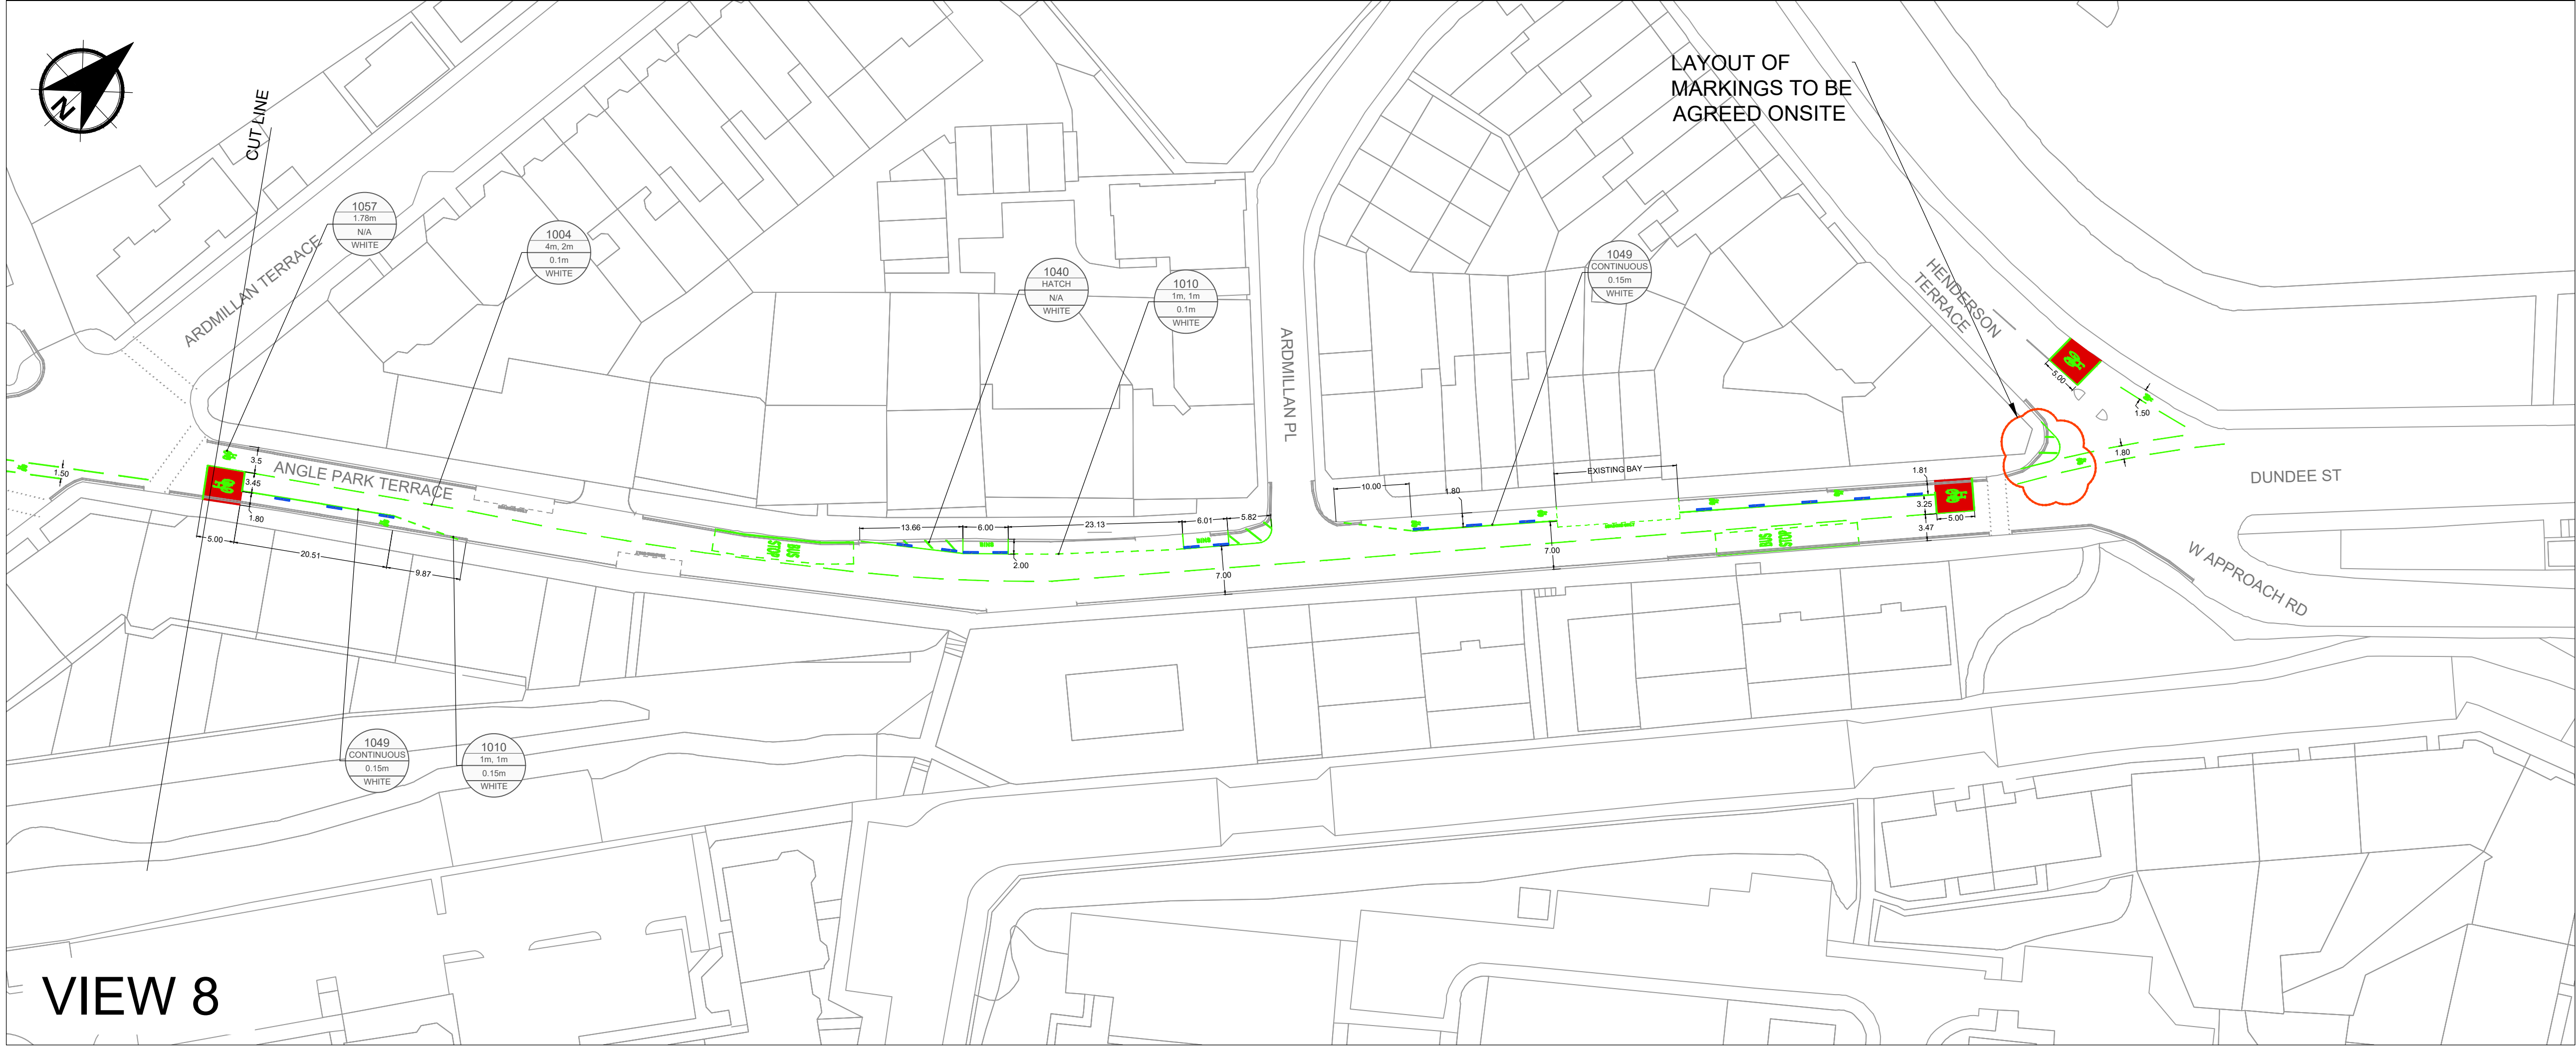 LAYOUT OF
MARKINGS TO BE
AGREED ONSITE
N
CUT LINE
1057
1.78m
N/A
WHITE
1004
4m, 2m
0.1m
WHITE
1040
HATCH
N/A
WHITE
1010
1m, 1m
0.1m
WHITE
1049
CONTINUOUS
0.15m
WHITE
ARDMILLAN TERRACE
ARDMILLAN PL
HENDERSON
TERRACE
5.00
1.50
1.80
DUNDEE ST
W APPROACH RD
1.50
3.5
3.45
1.80
ANGLE PARK TERRACE
5.00
20.51
9.87
BUS
STOP
13.66
6.00
23.13
6.01
5.82
2.00
7.00
10.00
1.80
EXISTING BAY
7.00
BUS
STOP
1.81
3.25
3.47
5.00
1049
CONTINUOUS
0.15m
WHITE
1010
1m, 1m
0.15m
WHITE
VIEW 8